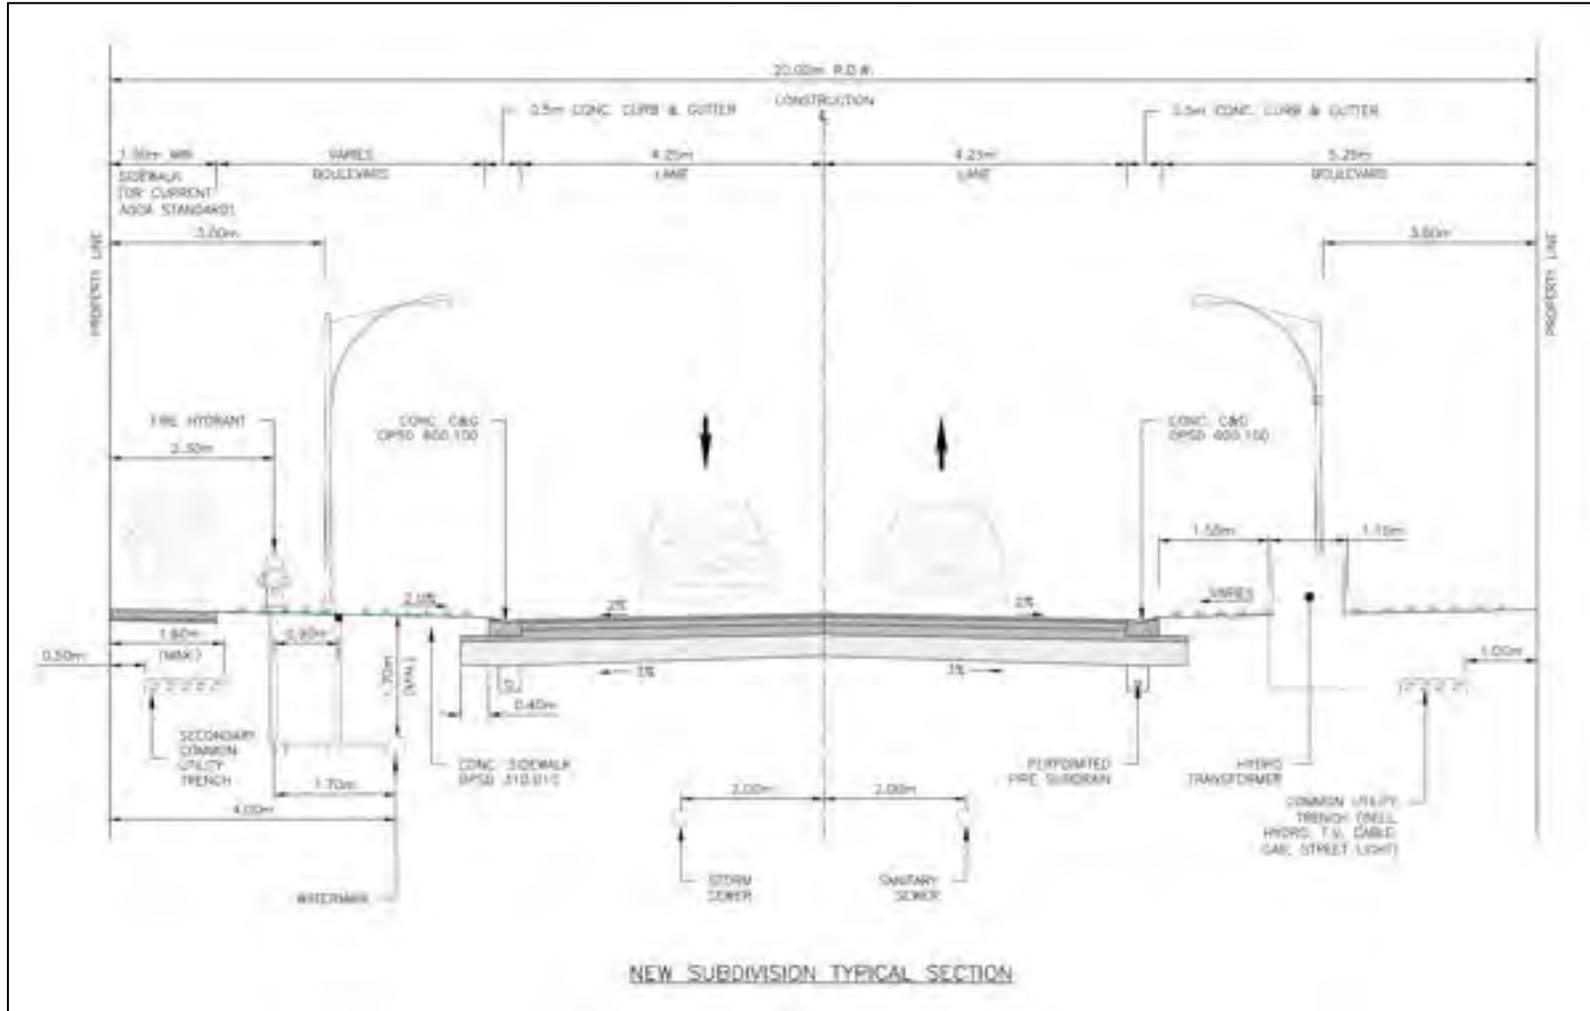 20.00m R.O.W.
CONSTRUCTION
0.5m CONC. CURB & GUTTER
0.5m CONC. CURB & GUTTER
MIN
SIDEWALK
(OR CURRENT
AODA STANDARD)
VARIES
BOULEVARD
4.25m
LANE
4.25m
LANE
5.25m
BOULEVARD
3.00m
3.00m
PROPERTY LINE
PROPERTY LINE
FIRE HYDRANT
2.30m
CONC. C&G
OPSD 600.100
CONC. C&G
OPSD 600.100
1.50m
1.10m
2.0%
2%
2%
VARIES
1.80m
(MAX.)
0.90m
0.50m
1.70m
(MIN.)
3%
3%
1.00m
0.40m
SECONDARY
COMMON
UTILITY
TRENCH
CONC. SIDEWALK
OPSD 310.010
PERFORATED
PIPE SUBDRAIN
HYDRO
TRANSFORMER
1.70m
2.00m
2.00m
4.00m
COMMON UTILITY
TRENCH (BELL,
HYDRO, T.V. CABLE,
GAS, STREET LIGHT)
WATERMAIN
STORM
SEWER
SANITARY
SEWER
NEW SUBDIVISION TYPICAL SECTION